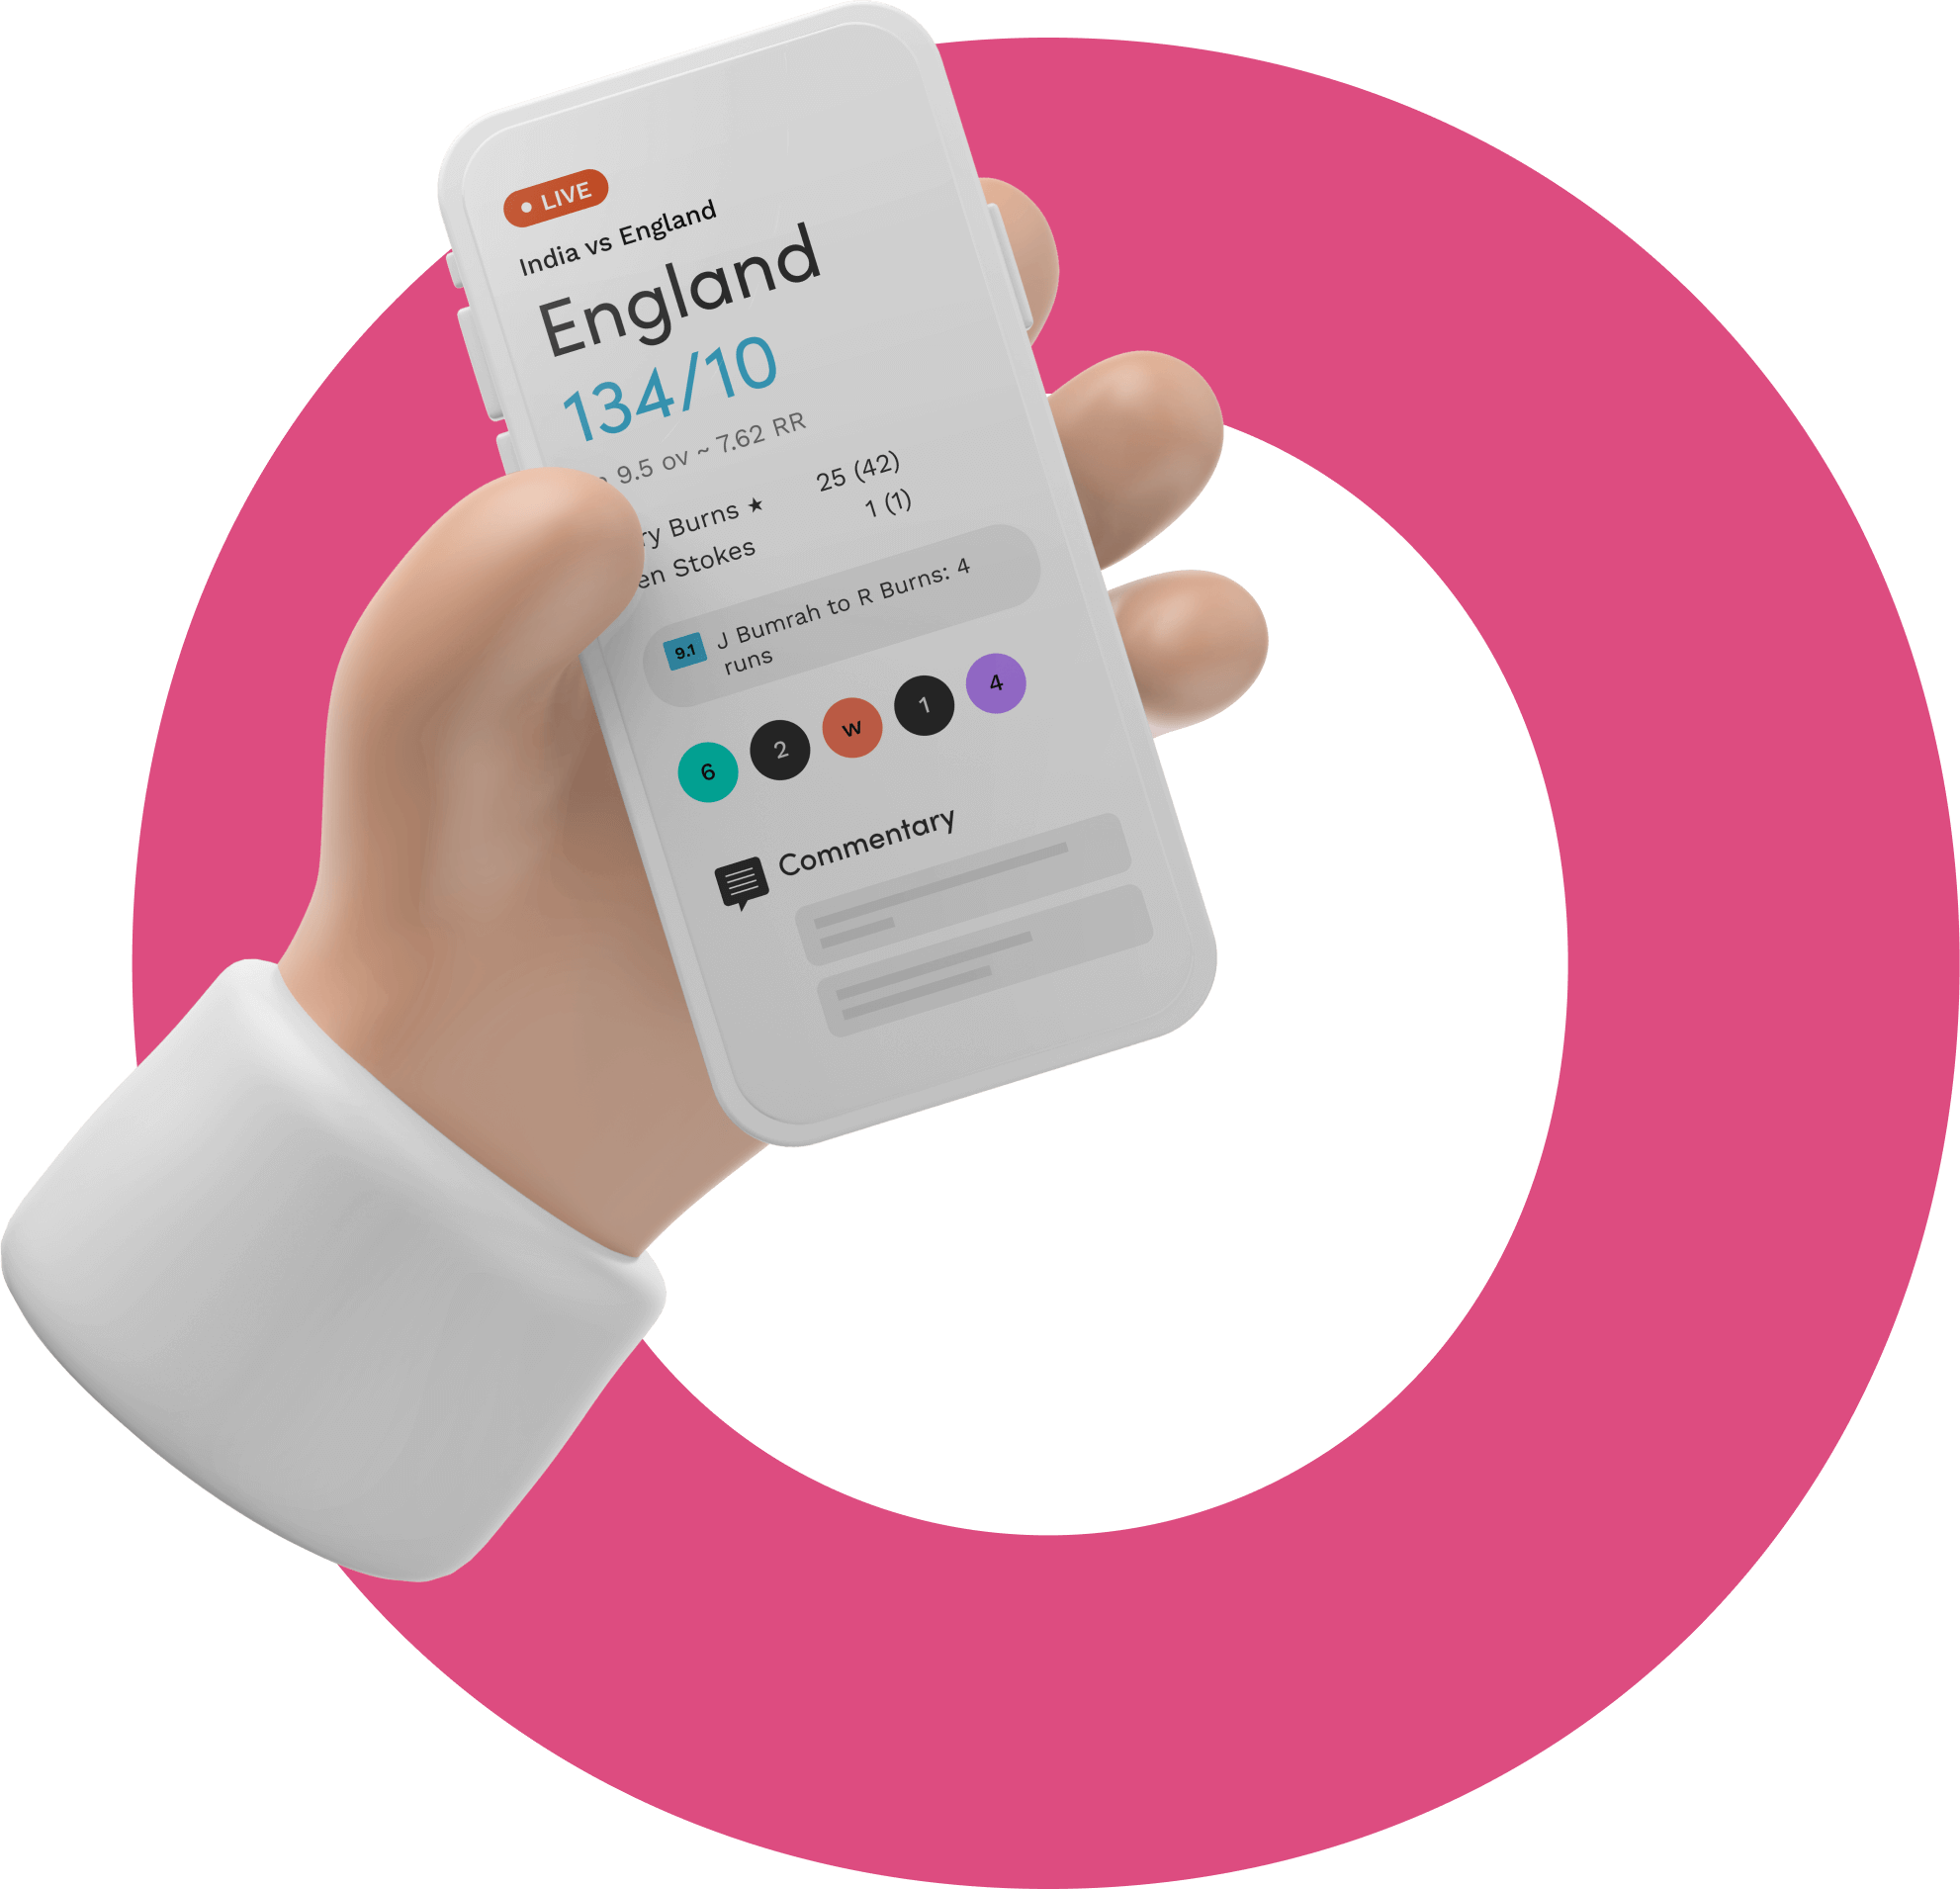 LIVE
India vs England
England
134/10
9.5 ov ~ 7.62 RR
Burns ★ 25 (42)
Stokes 1 (1)
9.1 J Bumrah to R Burns: 4
runs
6 2 w 1 4
Commentary